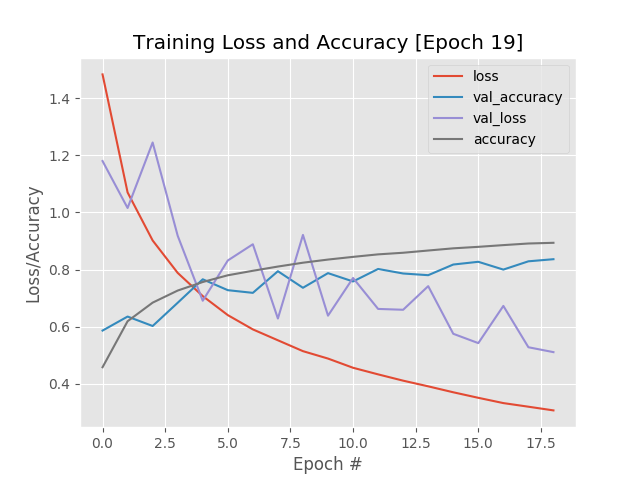 Training Loss and Accuracy [Epoch 19]
loss
val_accuracy
val_loss
accuracy
Loss/Accuracy
1.4
1.2
1.0
0.8
0.6
0.4
0.0 2.5 5.0 7.5 10.0 12.5 15.0 17.5
Epoch #